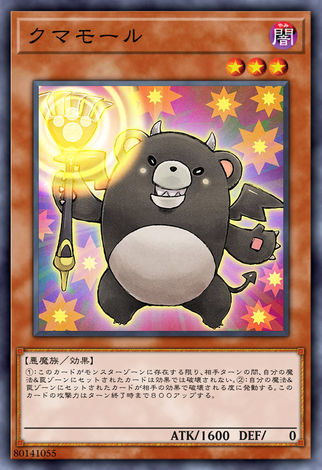 クマモール
闇
やみ
【悪魔族/効果】
①:このカードがモンスターゾーンに存在する限り、相手ターンの間、自分の魔
法&罠ゾーンにセットされたカードは効果では破壊されない。②:自分の魔法&
罠ゾーンにセットされたカードが相手の効果で破壊される度に発動する。この
カードの攻撃力はターン終了時まで800アップする。
ATK/1600 DEF/ 0
80141055